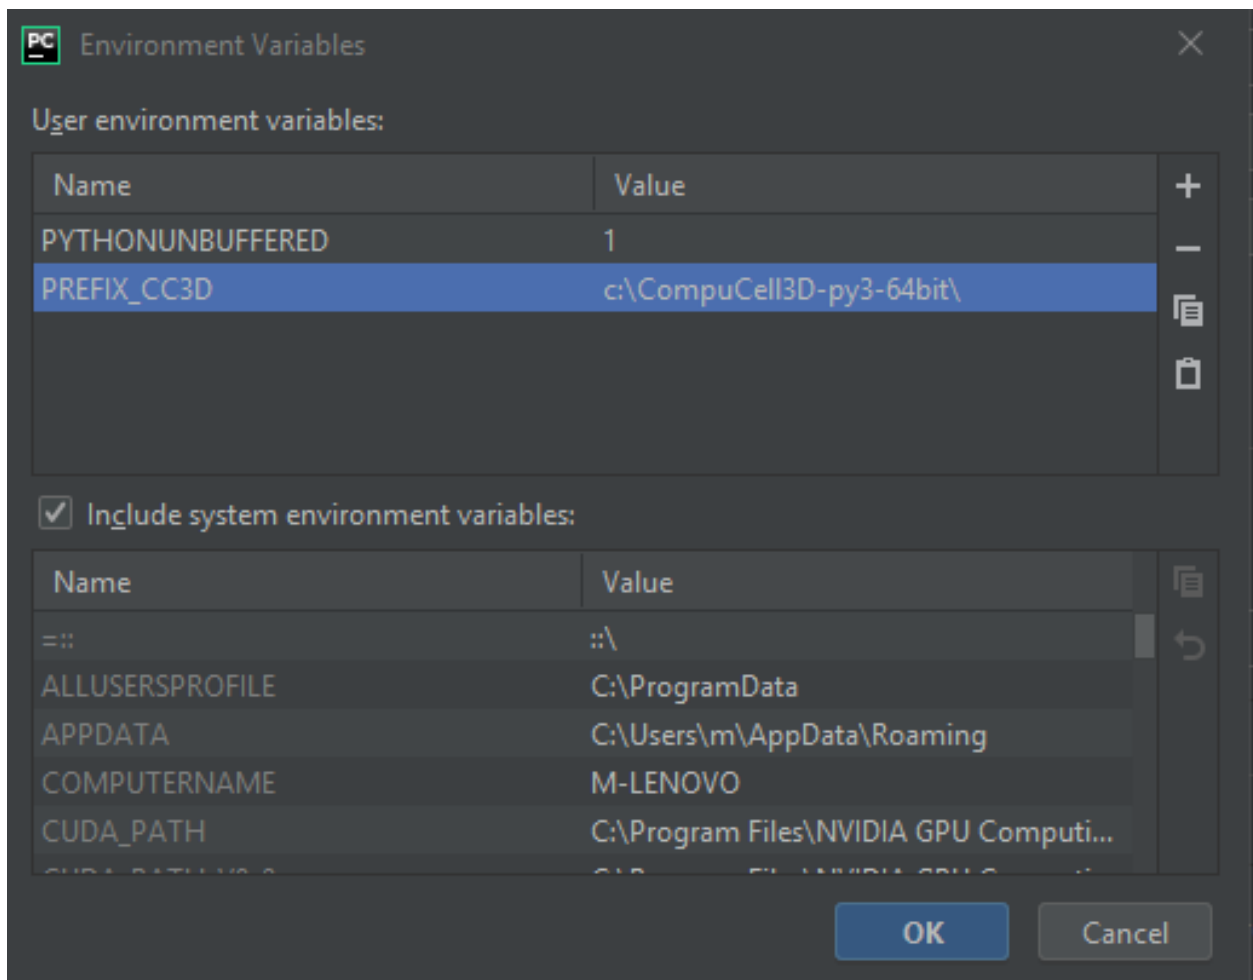 PC Environment Variables
User environment variables:
Name Value
PYTHONUNBUFFERED 1
PREFIX_CC3D c:\CompuCell3D-py3-64bit\
Include system environment variables:
Name Value
=:: ::\
ALLUSERSPROFILE C:\ProgramData
APPDATA C:\Users\m\AppData\Roaming
COMPUTERNAME M-LENOVO
CUDA_PATH C:\Program Files\NVIDIA GPU Computi...
OK Cancel